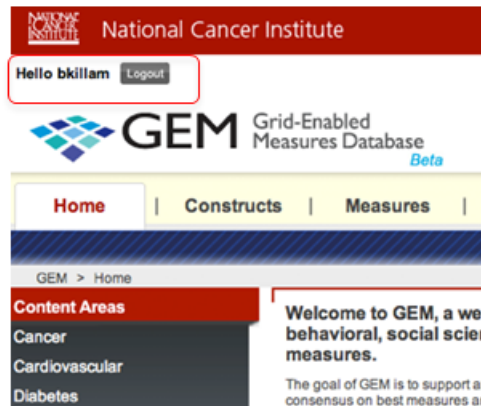 NATIONAL CANCER INSTITUTE
National Cancer Institute
Hello bkillam Logout
GEM Grid-Enabled
Measures Database
Beta
Home | Constructs | Measures |
GEM > Home
Content Areas
Cancer
Cardiovascular
Diabetes
Welcome to GEM, a we
behavioral, social scien
measures.
The goal of GEM is to support a
consensus on best measures a